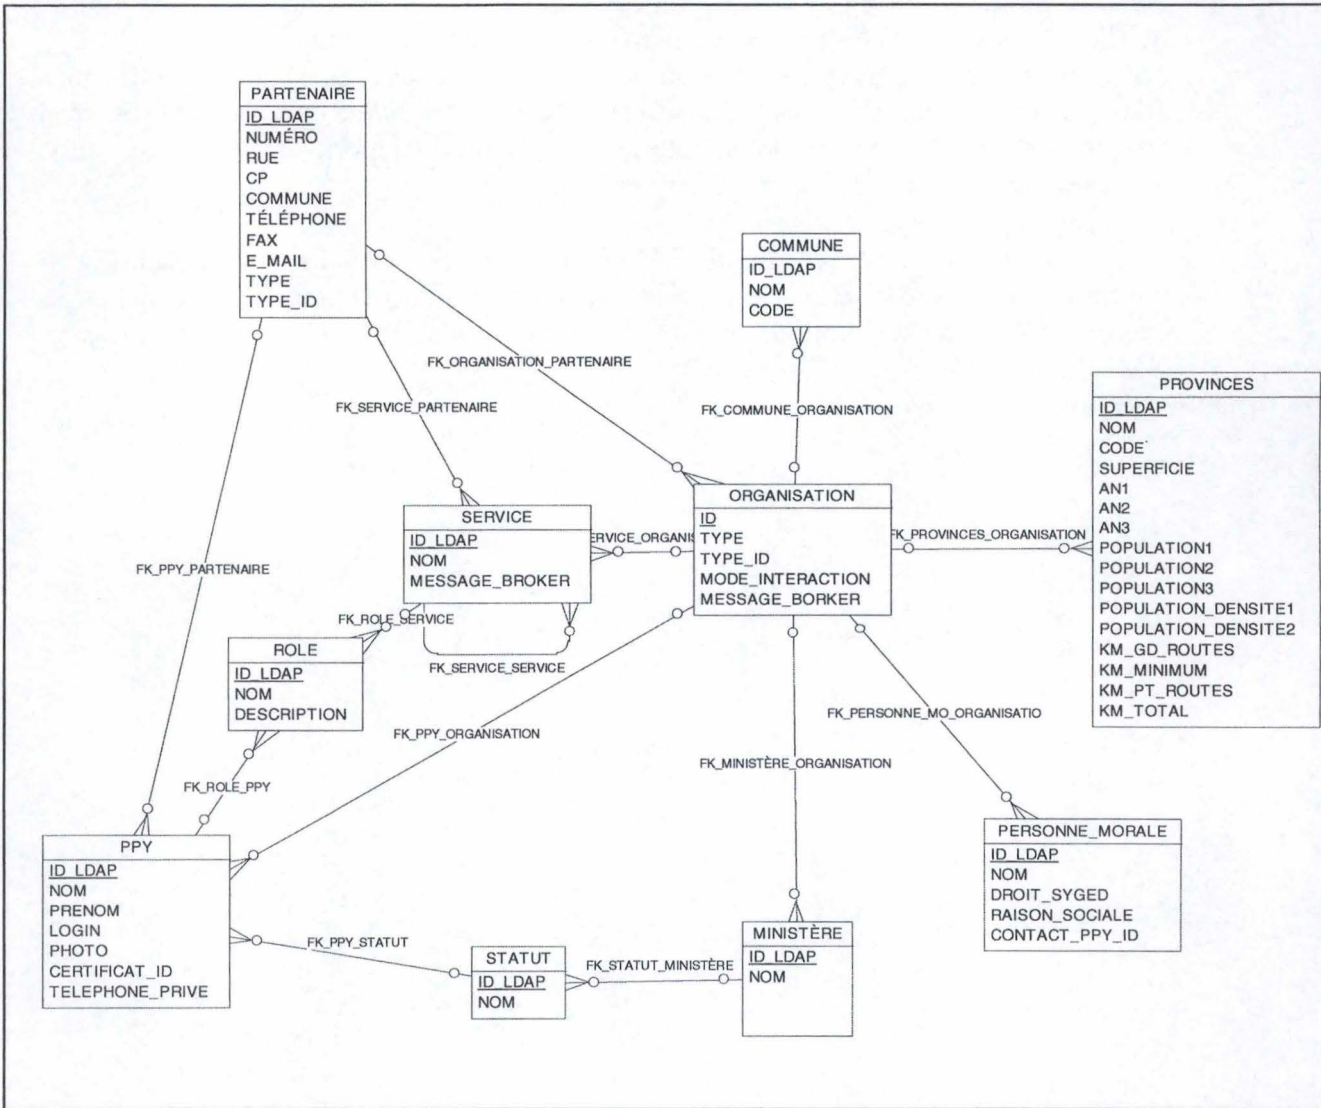 PARTENAIRE
ID_LDAP
NUMÉRO
RUE
CP
COMMUNE
TÉLÉPHONE
FAX
E_MAIL
TYPE
TYPE_ID
COMMUNE
ID_LDAP
NOM
CODE
FK_ORGANISATION_PARTENAIRE
FK_SERVICE_PARTENAIRE
FK_COMMUNE_ORGANISATION
PROVINCES
ID_LDAP
NOM
CODE
SUPERFICIE
AN1
AN2
AN3
POPULATION1
POPULATION2
POPULATION3
POPULATION_DENSITE1
POPULATION_DENSITE2
KM_GD_ROUTES
KM_MINIMUM
KM_PT_ROUTES
KM_TOTAL
ORGANISATION
ID
TYPE
TYPE_ID
MODE_INTERACTION
MESSAGE_BORKER
FK_PROVINCES_ORGANISATION
SERVICE
ID_LDAP
NOM
MESSAGE_BROKER
ERVICE_ORGANIS
FK_PPY_PARTENAIRE
FK_ROLE_SERVICE
FK_SERVICE_SERVICE
ROLE
ID_LDAP
NOM
DESCRIPTION
FK_PPY_ORGANISATION
FK_PERSONNE_MO_ORGANISATIO
FK_MINISTÈRE_ORGANISATION
FK_ROLE_PPY
PPY
ID_LDAP
NOM
PRENOM
LOGIN
PHOTO
CERTIFICAT_ID
TELEPHONE_PRIVE
PERSONNE_MORALE
ID_LDAP
NOM
DROIT_SYGED
RAISON_SOCIALE
CONTACT_PPY_ID
FK_PPY_STATUT
STATUT
ID_LDAP
NOM
FK_STATUT_MINISTÈRE
MINISTÈRE
ID_LDAP
NOM